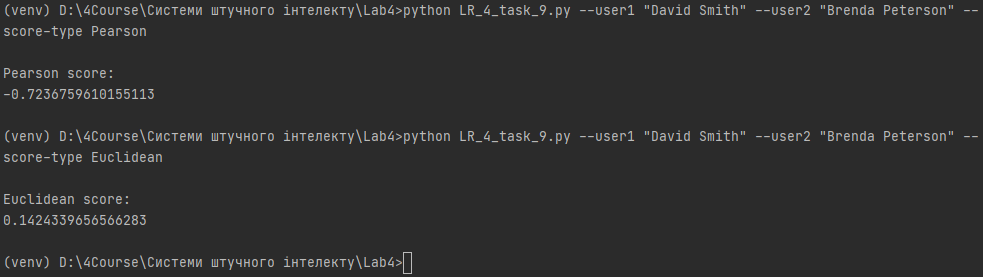 (venv) D:\4Course\Системи штучного інтелекту\Lab4>python LR_4_task_9.py --user1 "David Smith" --user2 "Brenda Peterson" --
score-type Pearson
Pearson score:
-0.7236759610155113
(venv) D:\4Course\Системи штучного інтелекту\Lab4>python LR_4_task_9.py --user1 "David Smith" --user2 "Brenda Peterson" --
score-type Euclidean
Euclidean score:
0.1424339656566283
(venv) D:\4Course\Системи штучного інтелекту\Lab4>